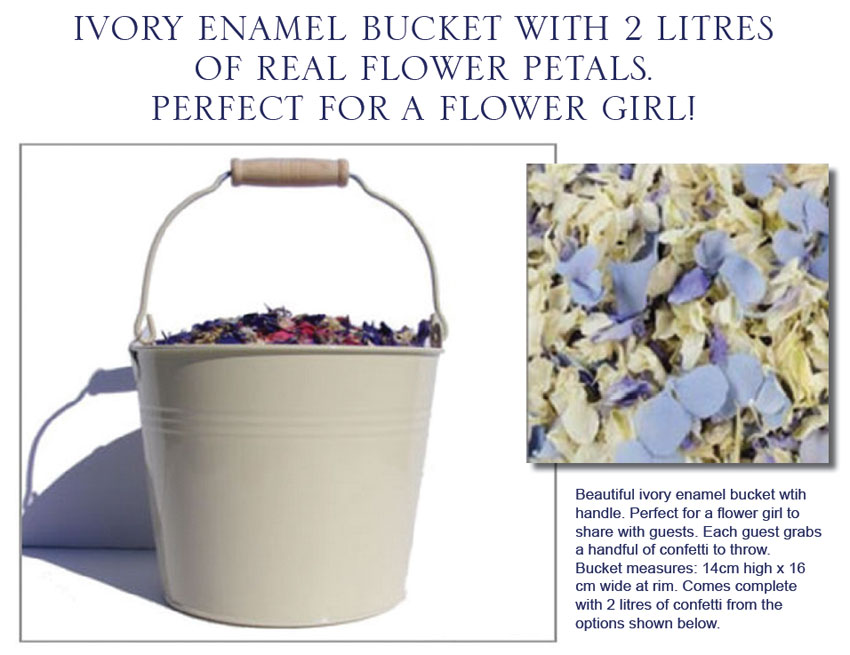 IVORY ENAMEL BUCKET WITH 2 LITRES
OF REAL FLOWER PETALS.
PERFECT FOR A FLOWER GIRL!
Beautiful ivory enamel bucket wtih
handle. Perfect for a flower girl to
share with guests. Each guest grabs
a handful of confetti to throw.
Bucket measures: 14cm high x 16
cm wide at rim. Comes complete
with 2 litres of confetti from the
options shown below.